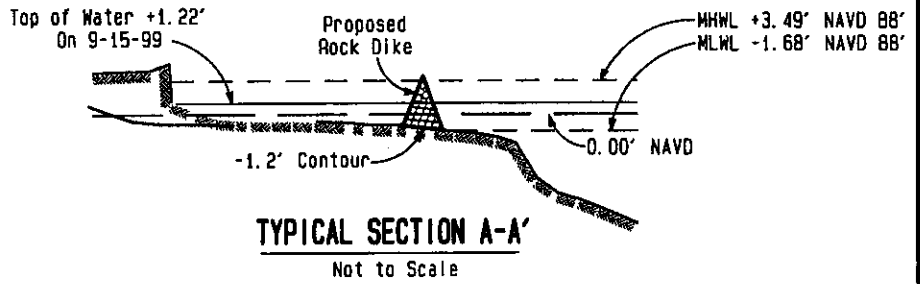 Top of Water +1.22'
On 9-15-99
Proposed
Rock Dike
MHWL +3.49' NAVD 88'
MLWL -1.68' NAVD 88'
-1.2' Contour
0.00' NAVD
TYPICAL SECTION A-A'
Not to Scale